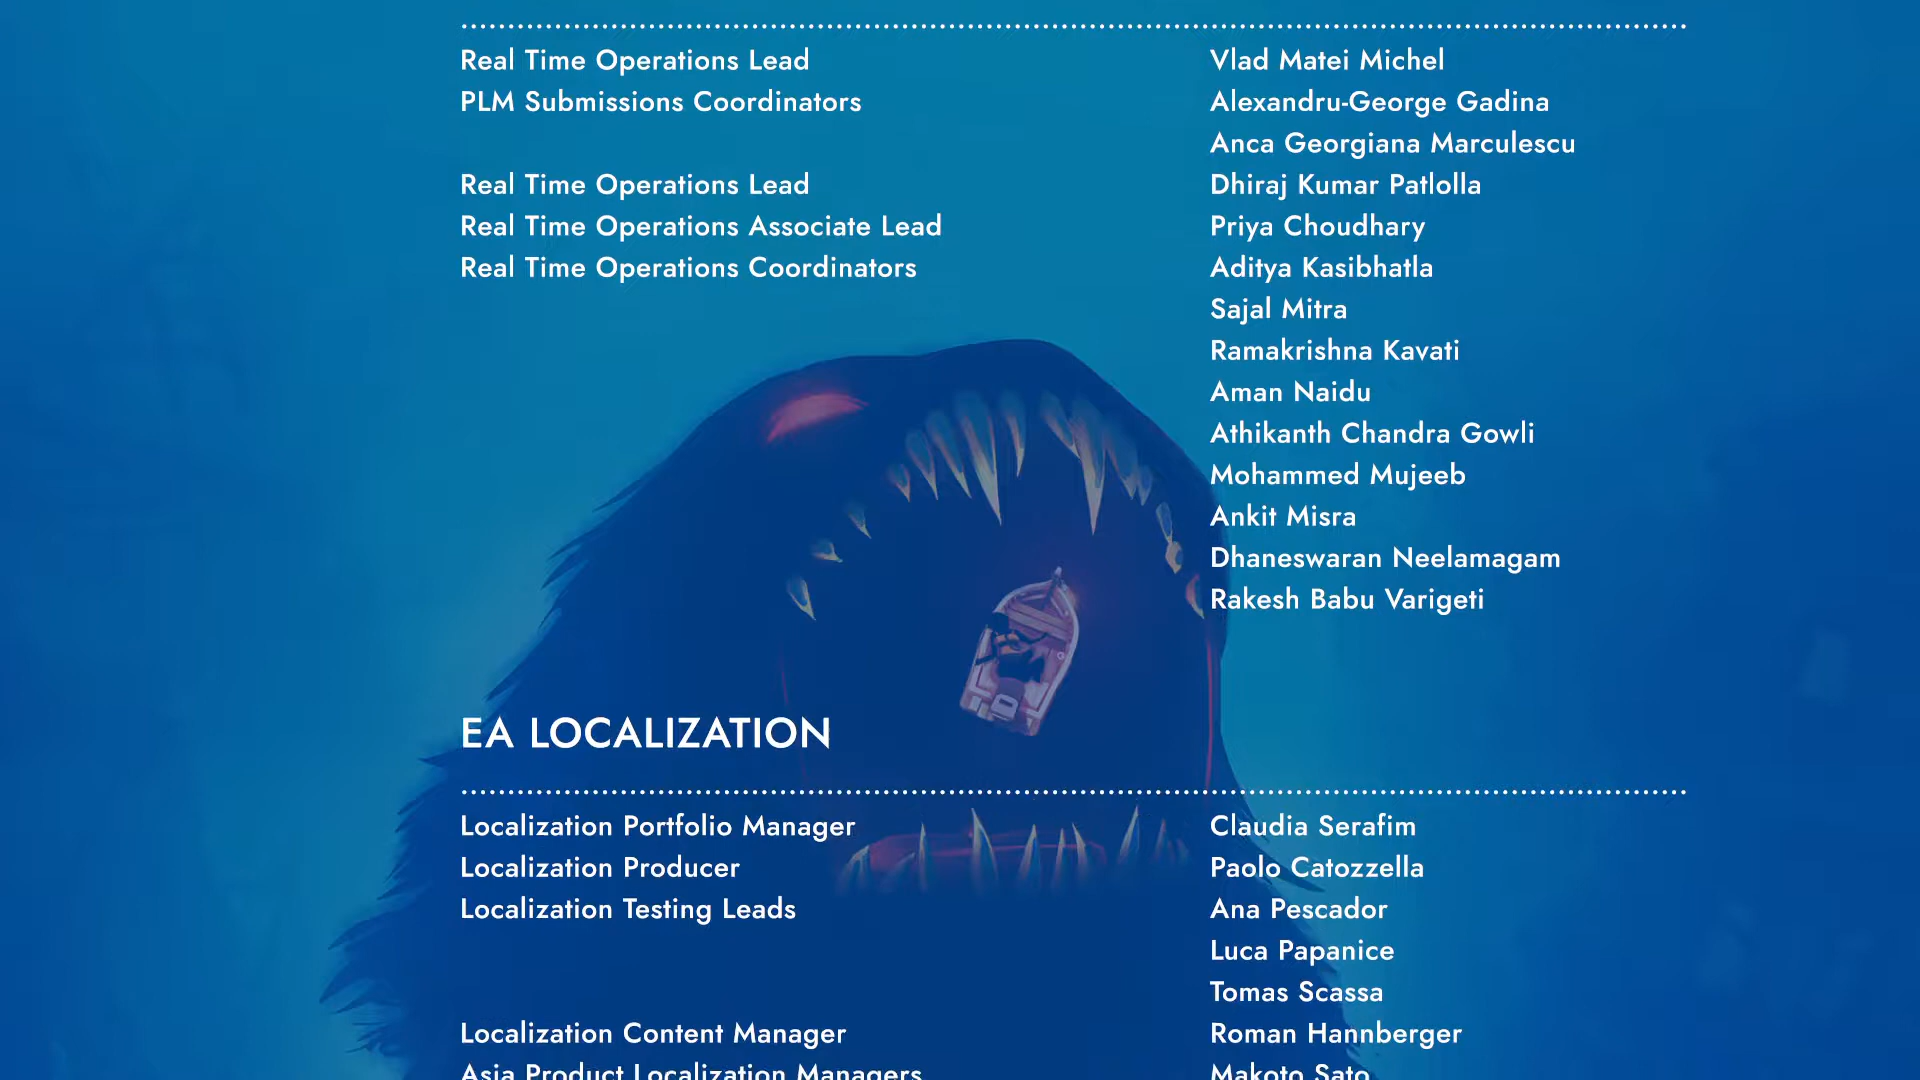 Real Time Operations Lead Vlad Matei Michel
PLM Submissions Coordinators Alexandru-George Gadina
Anca Georgiana Marculescu
Real Time Operations Lead Dhiraj Kumar Patlolla
Real Time Operations Associate Lead Priya Choudhary
Real Time Operations Coordinators Aditya Kasibhatla
Sajal Mitra
Ramakrishna Kavati
Aman Naidu
Athikanth Chandra Gowli
Mohammed Mujeeb
Ankit Misra
Dhaneswaran Neelamagam
Rakesh Babu Varigeti
EA LOCALIZATION
Localization Portfolio Manager Claudia Serafim
Localization Producer Paolo Catozzella
Localization Testing Leads Ana Pescador
Luca Papanice
Tomas Scassa
Localization Content Manager Roman Hannberger
Asia Product Localization Managers Makoto Sato